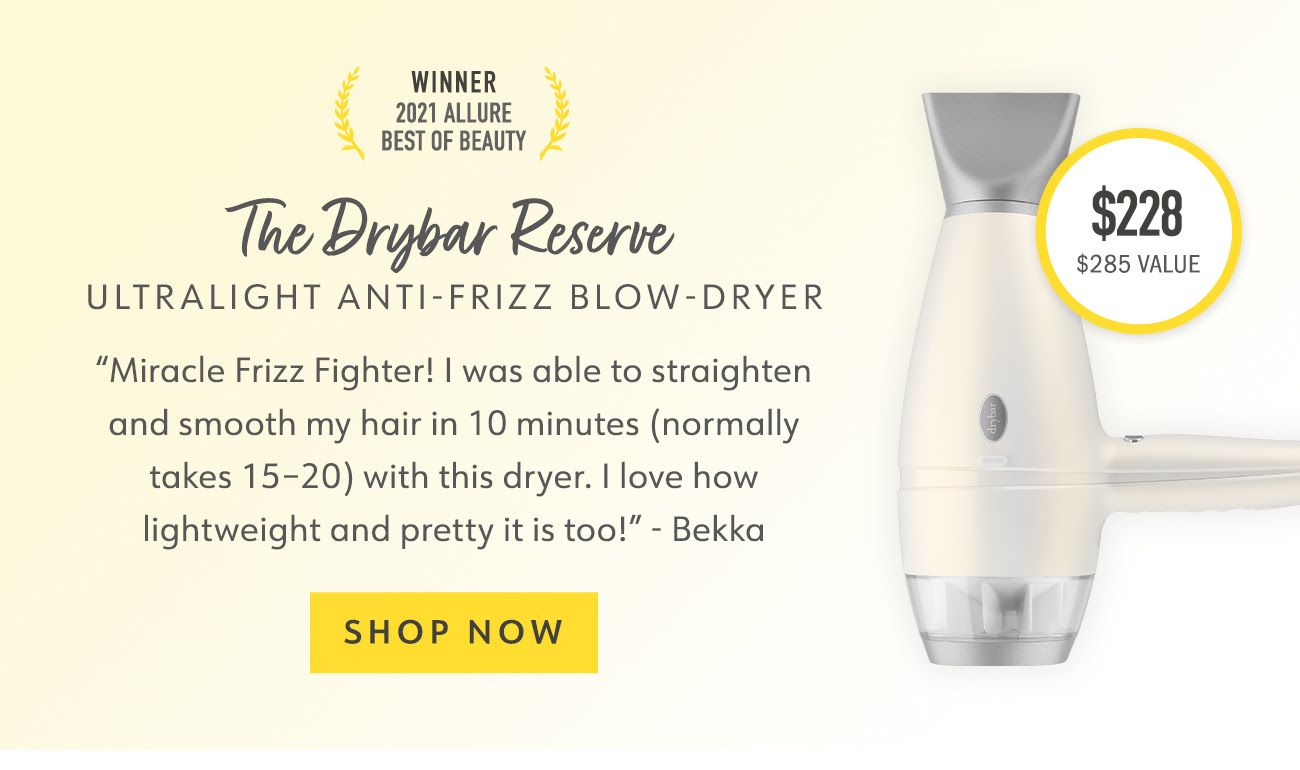 WINNER
2021 ALLURE
BEST OF BEAUTY
The Drybar Reserve
ULTRALIGHT ANTI-FRIZZ BLOW-DRYER
“Miracle Frizz Fighter! I was able to straighten
and smooth my hair in 10 minutes (normally
takes 15–20) with this dryer. I love how
lightweight and pretty it is too!” - Bekka
SHOP NOW
$228
$285 VALUE
drybar